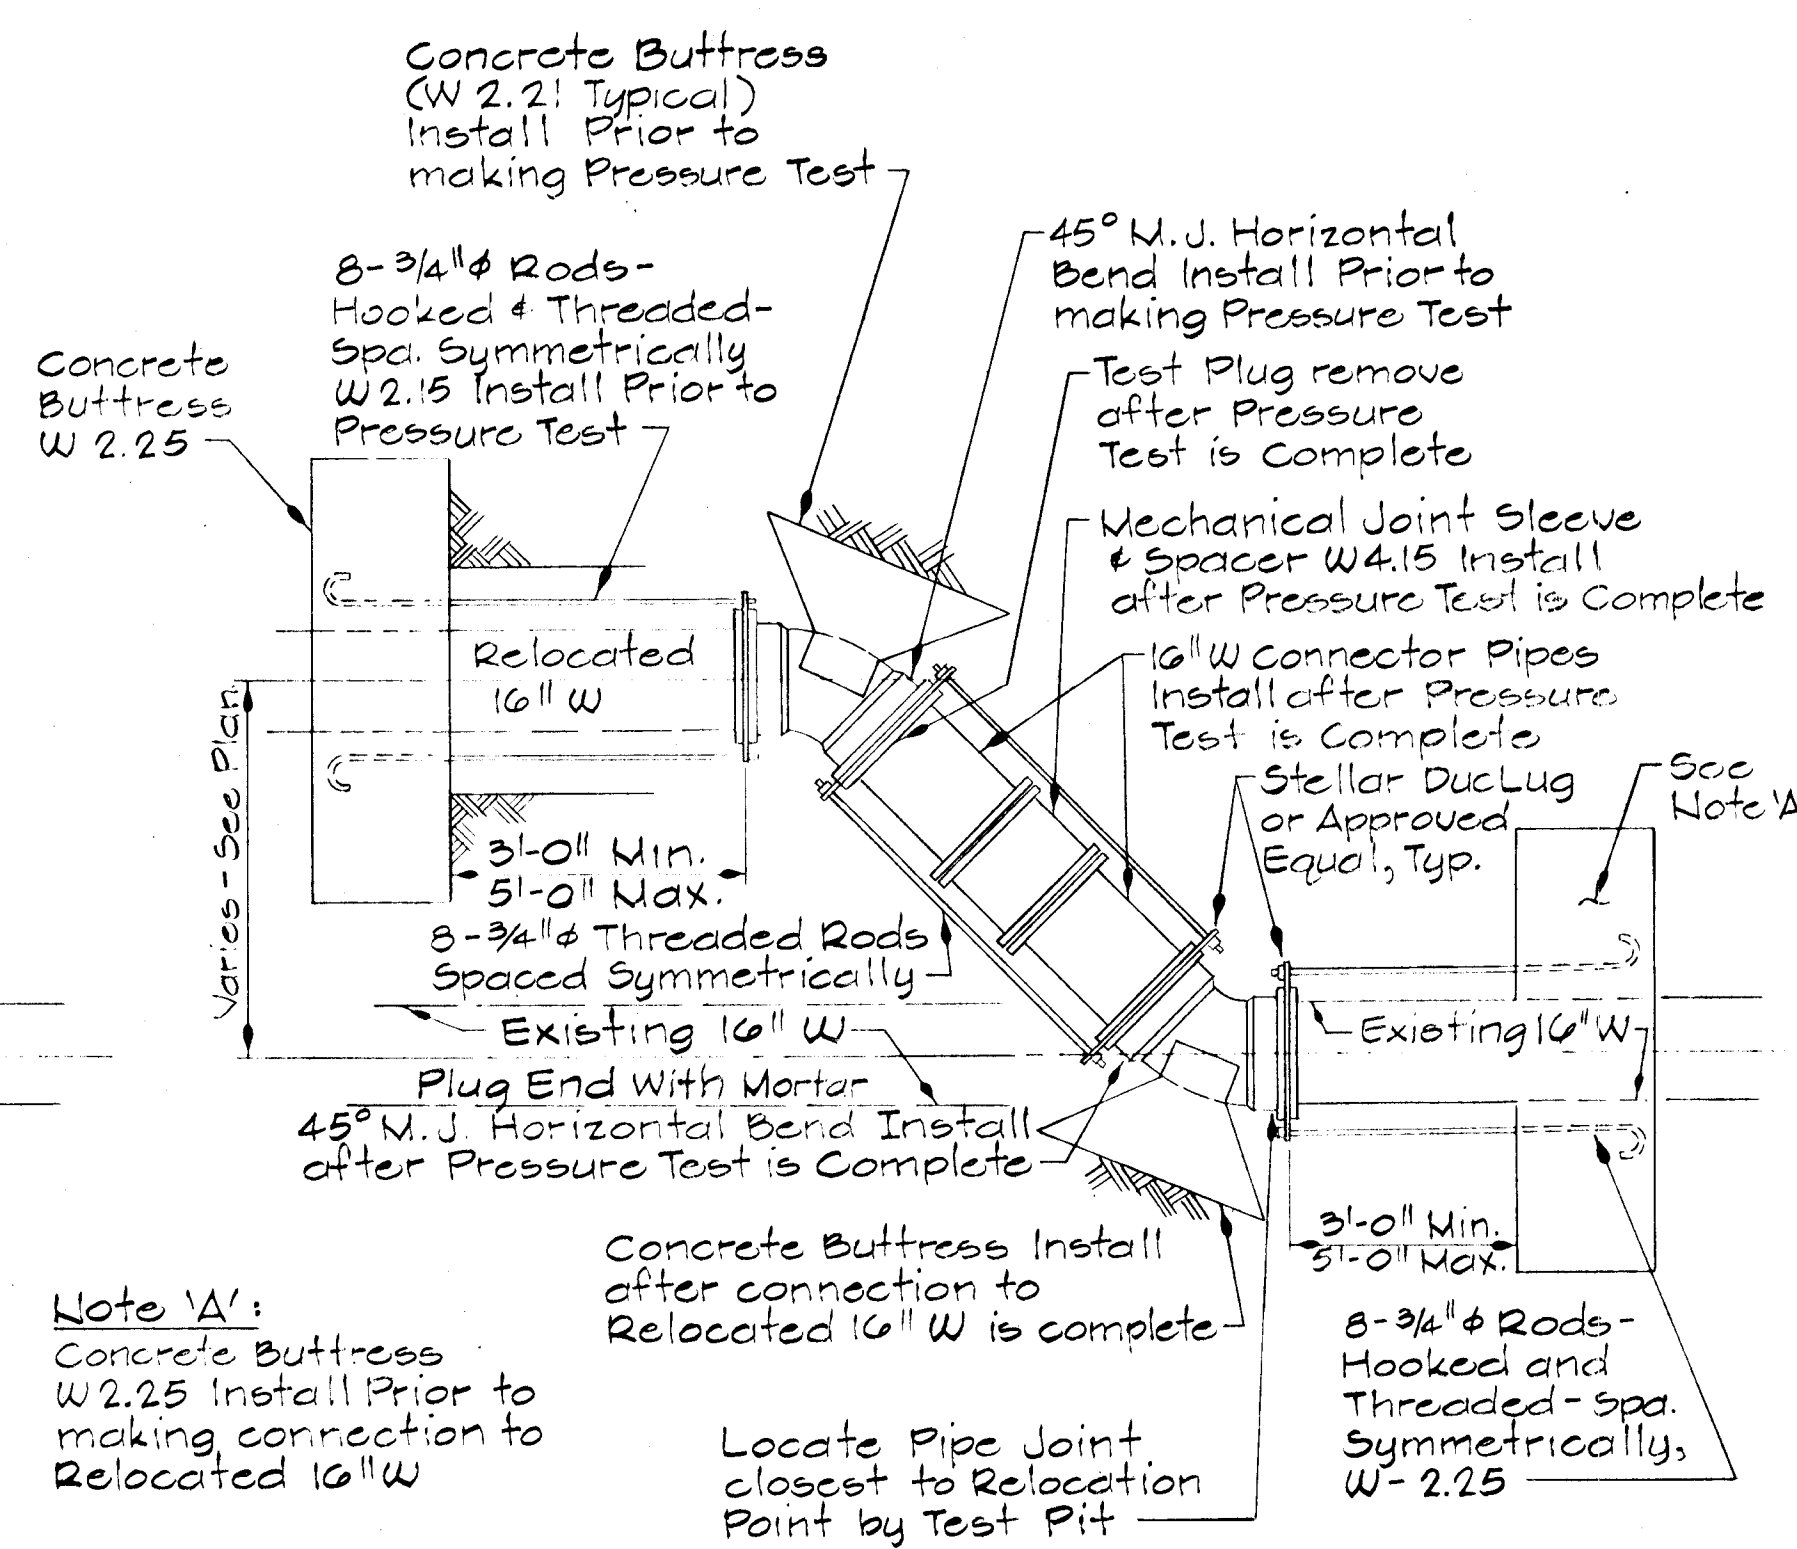 Concrete Buttress
(W 2.21 Typical)
Install Prior to
making Pressure Test
8-3/4"ϕ Rods-
Hooked & Threaded-
Spa. Symmetrically
W2.15 Install Prior to
Pressure Test
Concrete
Buttress
W 2.25
45° M.J. Horizontal
Bend Install Prior to
making Pressure Test
Test Plug remove
after Pressure
Test is Complete
Mechanical Joint Sleeve
& Spacer W4.15 Install
after Pressure Test is Complete
16" W Connector Pipes
Install after Pressure
Test is Complete
Stellar DucLug
or Approved
Equal, Typ.
See
Note 'A
Relocated
16" W
Varies-See Plan
3'-0" Min.
5'-0" Max.
8-3/4"ϕ Threaded Rods
Spaced Symmetrically
Existing 16" W
Plug End With Mortar
45° M.J. Horizontal Bend Install
after Pressure Test is Complete
Existing 16" W
3'-0" Min.
5'-0" Max.
Concrete Buttress Install
after connection to
Relocated 16" W is complete
8-3/4"ϕ Rods-
Hooked and
Threaded-Spa.
Symmetrically,
W-2.25
Locate Pipe Joint
closest to Relocation
Point by Test Pit
Note 'A':
Concrete Buttress
W2.25 Install Prior to
making connection to
Relocated 16" W